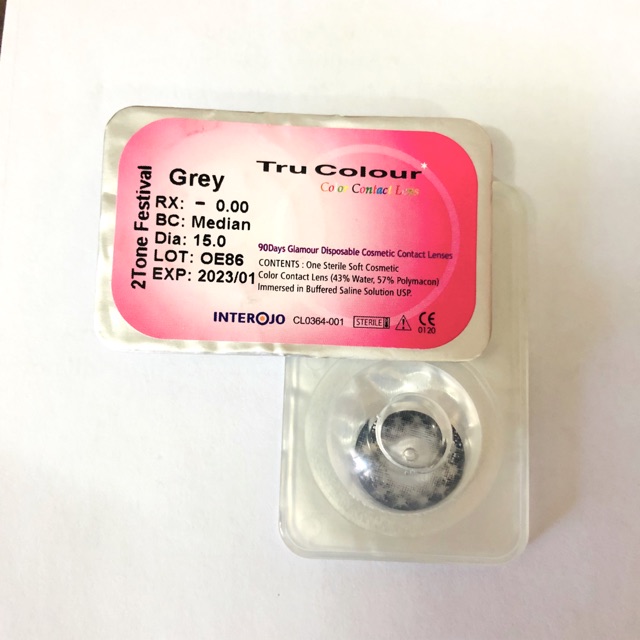 Tru Colour
Color Contact Lens
2Tone Festival
Grey
RX: - 0.00
BC: Median
Dia: 15.0
LOT: OE86
EXP: 2023/01
90Days Glamour Disposable Cosmetic Contact Lenses
CONTENTS : One Sterile Soft Cosmetic
Color Contact Lens (43% Water, 57% Polymacon)
Immersed in Buffered Saline Solution USP.
INTEROJO CL0364-001 STERILE CE
0120